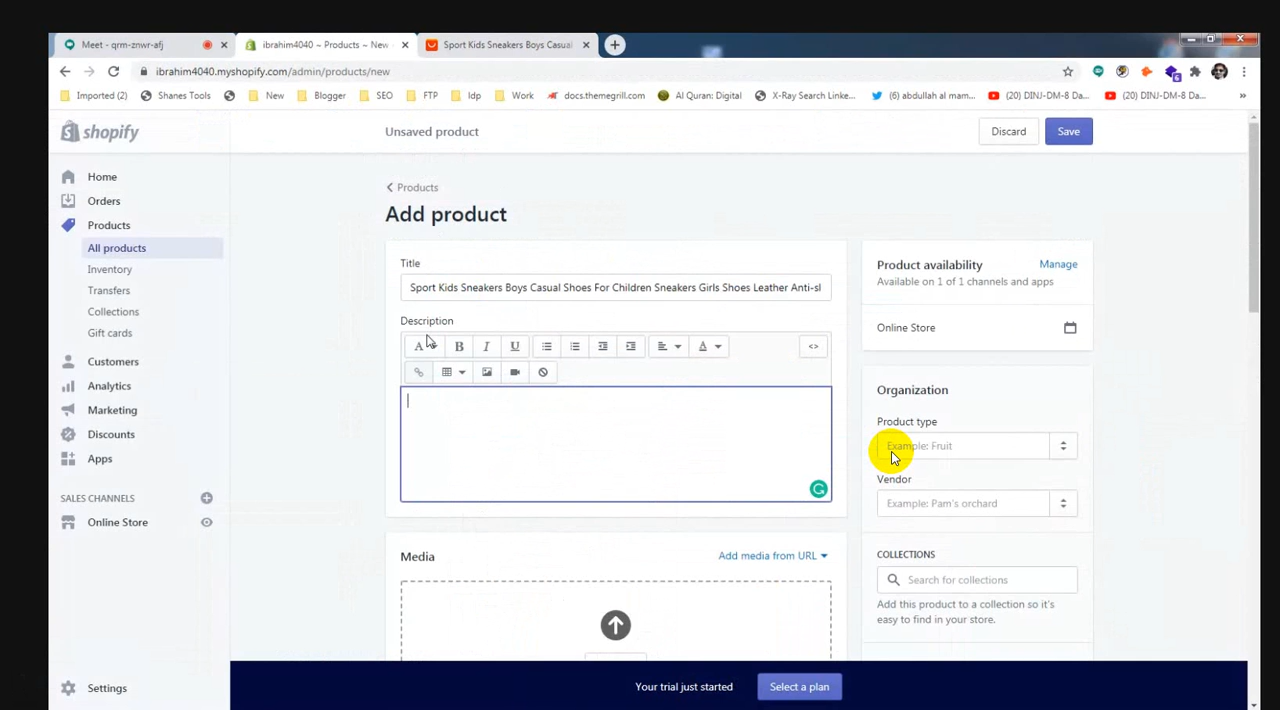 Meet - qrm-znwr-afj
ibrahim4040 ~ Products ~ New
Sport Kids Sneakers Boys Casual
ibrahim4040.myshopify.com/admin/products/new
Imported (2) Shanes Tools New Blogger SEO FTP Idp Work docs.themegrill.com Al Quran: Digital X-Ray Search Linke... (6) abdullah al mam... (20) DINJ-DM-8 Da... (20) DINJ-DM-8 Da... »
shopify
Unsaved product
Discard
Save
Home
Orders
Products
All products
Inventory
Transfers
Collections
Gift cards
Customers
Analytics
Marketing
Discounts
Apps
SALES CHANNELS
Online Store
Settings
Products
Add product
Title
Sport Kids Sneakers Boys Casual Shoes For Children Sneakers Girls Shoes Leather Anti-sl
Description
A B I U A <>
Media
Add media from URL
Product availability
Manage
Available on 1 of 1 channels and apps
Online Store
Organization
Product type
Example: Fruit
Vendor
Example: Pam's orchard
COLLECTIONS
Search for collections
Add this product to a collection so it's
easy to find in your store.
Your trial just started
Select a plan